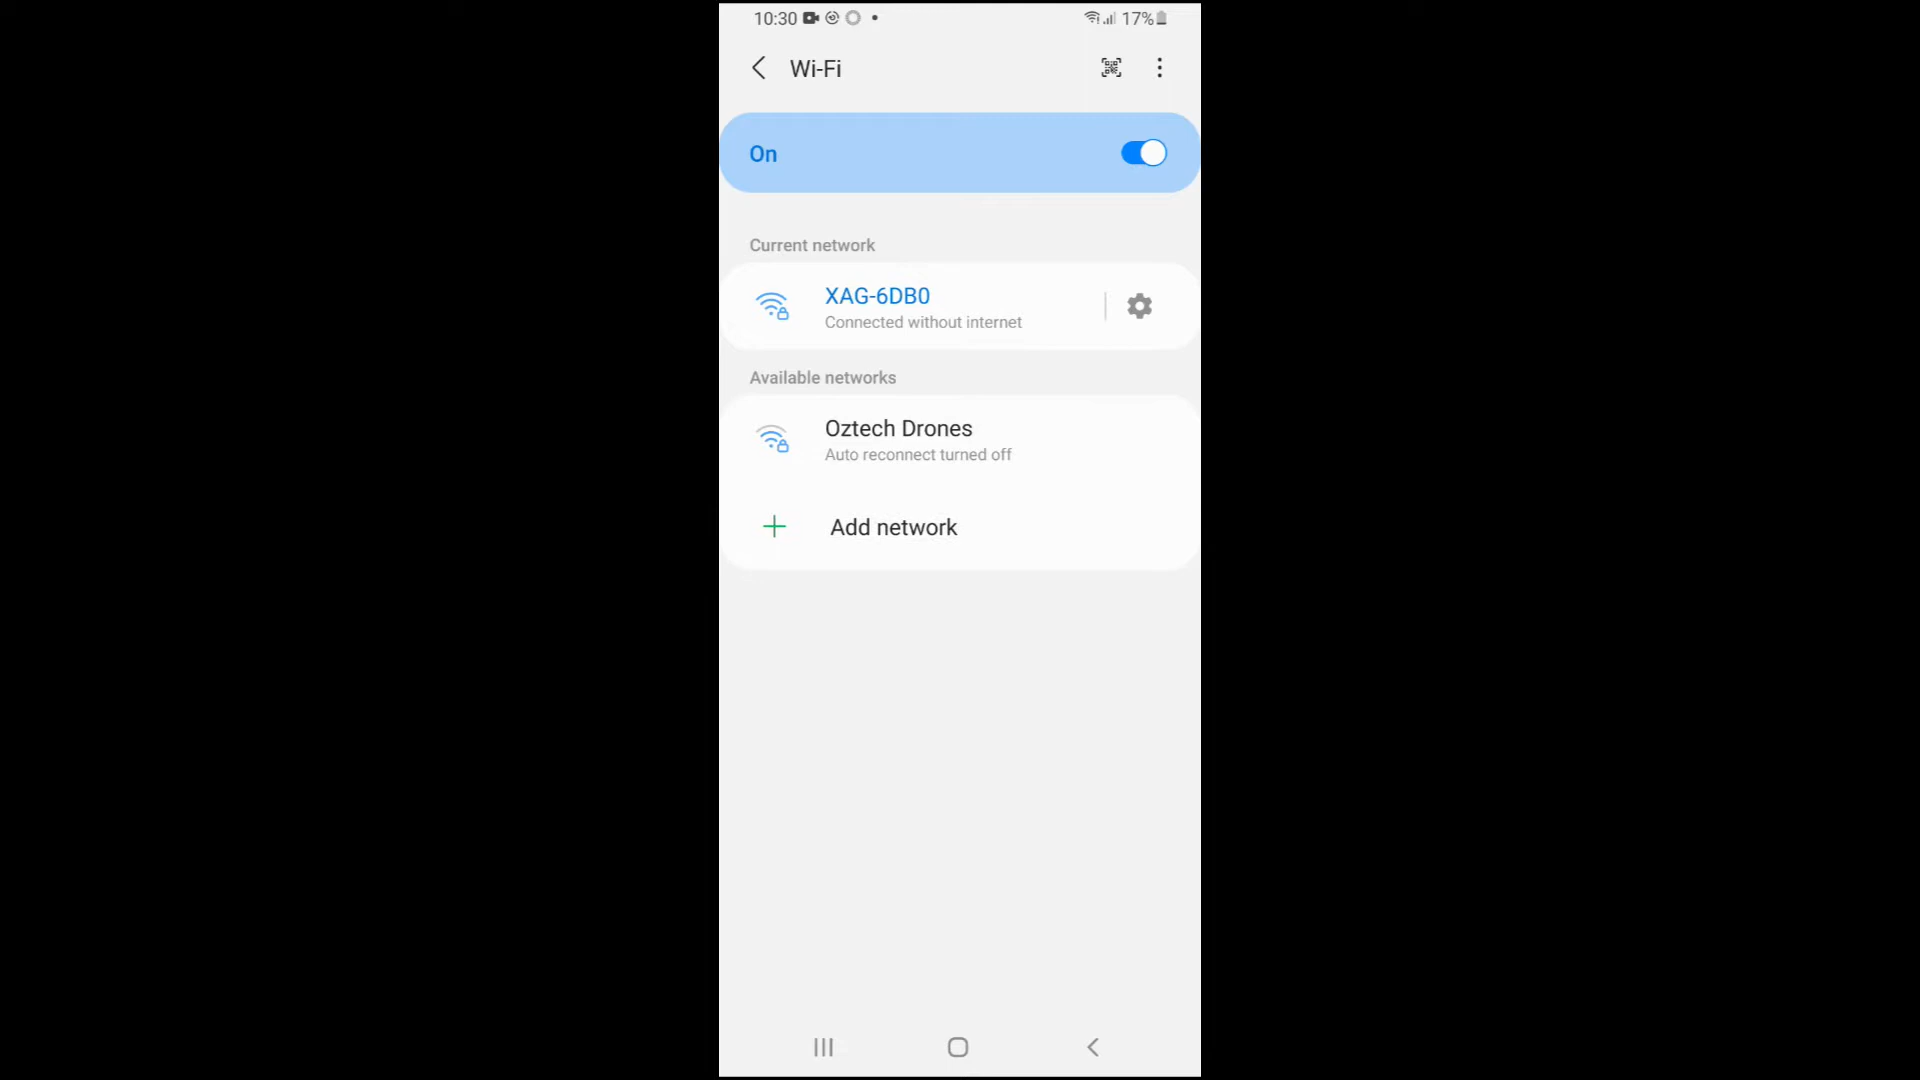 10:30 17%
Wi-Fi
On
Current network
XAG-6DB0
Connected without internet
Available networks
Oztech Drones
Auto reconnect turned off
Add network